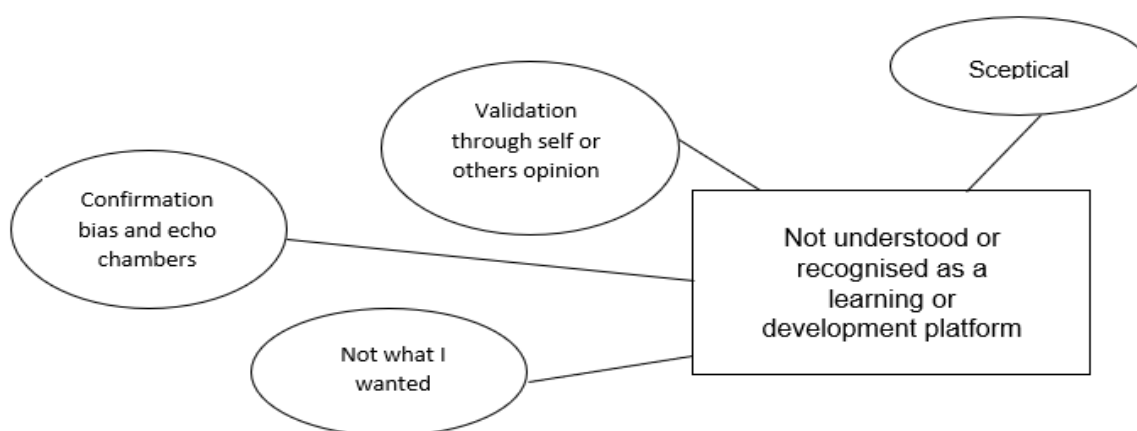 Sceptical
Validation
through self or
others opinion
Confirmation
bias and echo
chambers
Not understood or
recognised as a
learning or
development platform
Not what I
wanted